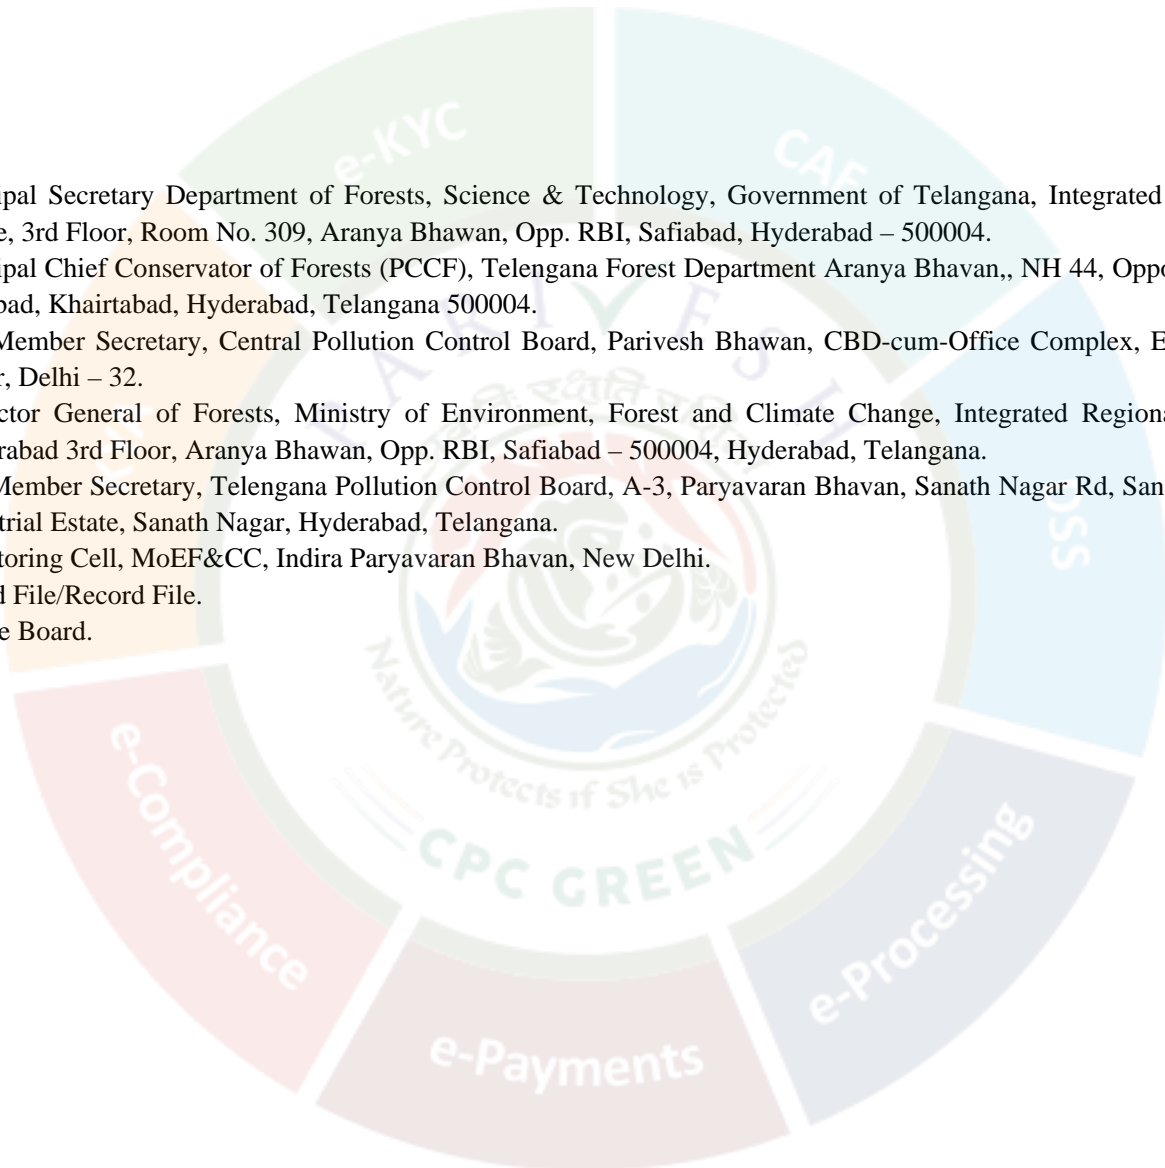 e-KYC
CAF
ipal Secretary Department of Forests, Science & Technology, Government of Telangana, Integrated
e, 3rd Floor, Room No. 309, Aranya Bhawan, Opp. RBI, Safiabad, Hyderabad – 500004.
ipal Chief Conservator of Forests (PCCF), Telengana Forest Department Aranya Bhavan,, NH 44, Oppo
bad, Khairtabad, Hyderabad, Telangana 500004.
Member Secretary, Central Pollution Control Board, Parivesh Bhawan, CBD-cum-Office Complex, E
r, Delhi – 32.
ctor General of Forests, Ministry of Environment, Forest and Climate Change, Integrated Regiona
rabad 3rd Floor, Aranya Bhawan, Opp. RBI, Safiabad – 500004, Hyderabad, Telangana.
Member Secretary, Telengana Pollution Control Board, A-3, Paryavaran Bhavan, Sanath Nagar Rd, San
trial Estate, Sanath Nagar, Hyderabad, Telangana.
toring Cell, MoEF&CC, Indira Paryavaran Bhavan, New Delhi.
d File/Record File.
e Board.
DSS
Nature Protects if She is Protected
CPC GREEN
e-Compliance
e-Processing
e-Payments